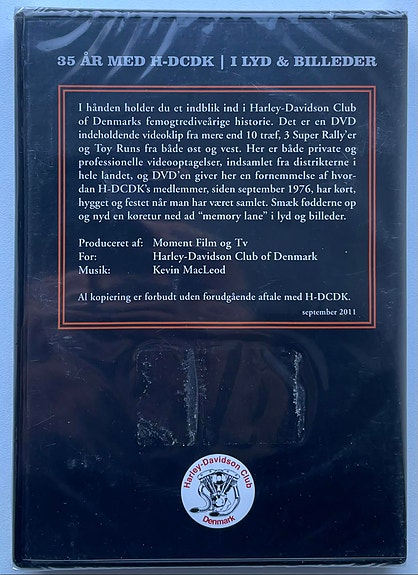 35 ÅR MED H-DCDK | I LYD & BILLEDER
I hånden holder du et indblik ind i Harley-Davidson Club
of Denmarks femogtrediveårige historie. Det er en DVD
indeholdende videoklip fra mere end 10 træf, 3 Super Rally'er
og Toy Runs fra både øst og vest. Her er både private og
professionelle videooptagelser, indsamlet fra distrikterne i
hele landet, og DVD'en giver her en fornemmelse af hvor-
dan H-DCDK's medlemmer, siden september 1976, har kørt,
hygget og festet når man har været samlet. Smæk fødderne op
og nyd en køretur ned ad "memory lane" i lyd og billeder.
Produceret af: Moment Film og Tv
For: Harley-Davidson Club of Denmark
Musik: Kevin MacLeod
Al kopiering er forbudt uden forudgående aftale med H-DCDK.
september 2011
Harley-Davidson Club
Denmark